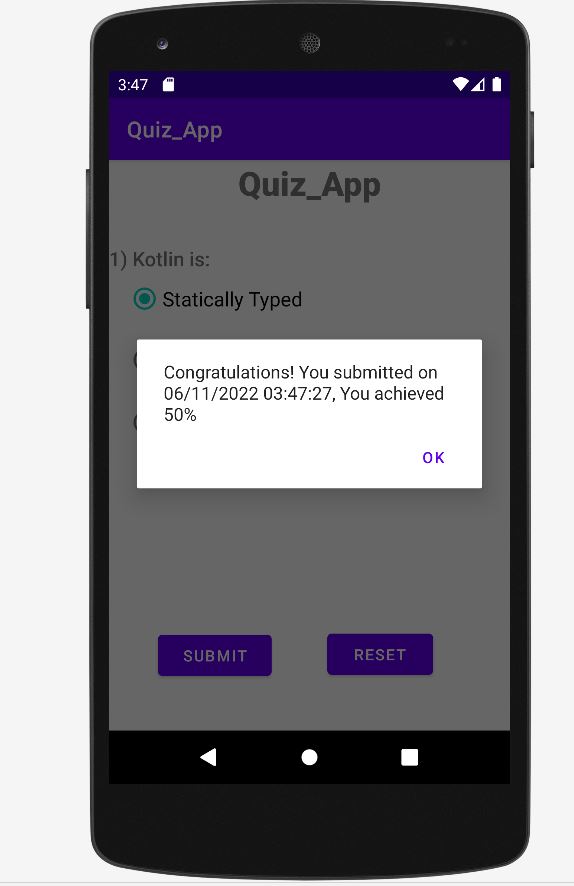 3:47
Quiz_App
Quiz_App
1) Kotlin is:
Statically Typed
Congratulations! You submitted on
06/11/2022 03:47:27, You achieved
50%
OK
SUBMIT RESET